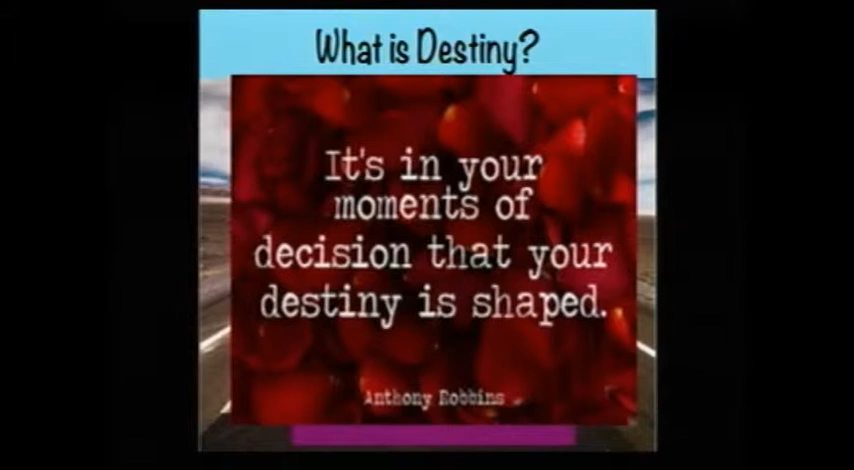 What is Destiny?
It's in your
moments of
decision that your
destiny is shaped.
Anthony Robbins